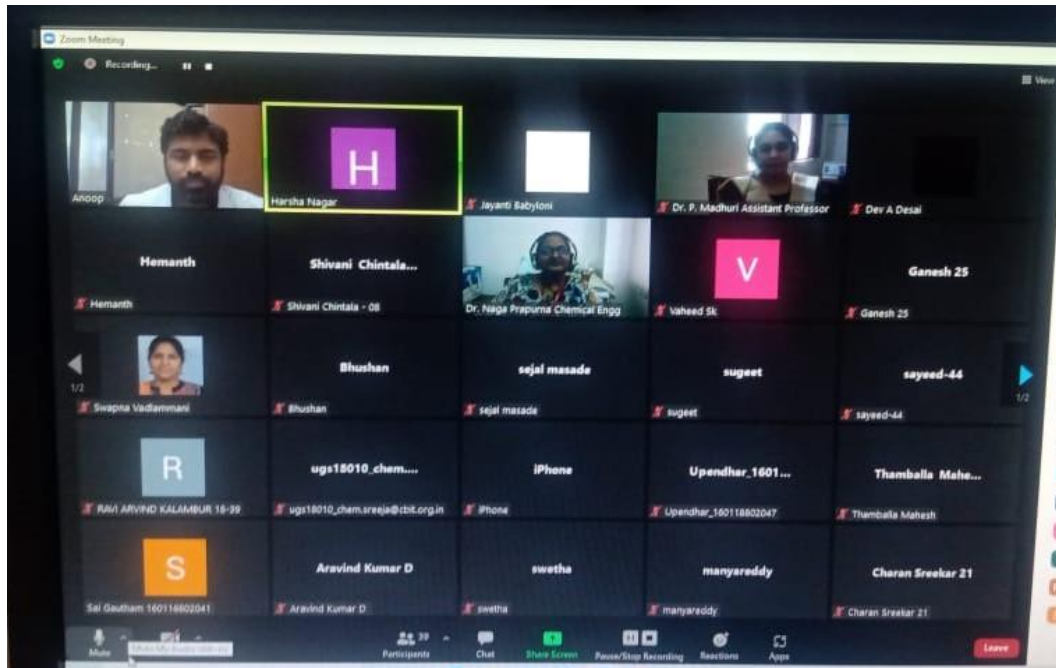 Zoom Meeting
Recording...
View
Anoop
H
Harsha Nagar
Jayanti Babyloni
Dr. P. Madhuri Assistant Professor
Dev A Desai
Hemanth
Hemanth
Shivani Chintala...
Shivani Chintala - 08
Dr. Naga Prapurna Chemical Engg
V
Vaheed Sk
Ganesh 25
Ganesh 25
1/2
Swapna Vadlammani
Bhushan
Bhushan
sejal masade
sejal masade
sugeet
sugeet
sayeed-44
sayeed-44
1/2
R
RAVI ARVIND KALAMBUR 18-39
ugs18010_chem....
ugs18010_chem.sreeja@cbit.org.in
iPhone
iPhone
Upendhar_1601...
Upendhar_160118802047
Thamballa Mahe...
Thamballa Mahesh
S
Sai Gautham 160118802041
Aravind Kumar D
Aravind Kumar D
swetha
swetha
manyareddy
manyareddy
Charan Sreekar 21
Charan Sreekar 21
Mute
Participants
39
Chat
Share Screen
Pause/Stop Recording
Reactions
Apps
Leave